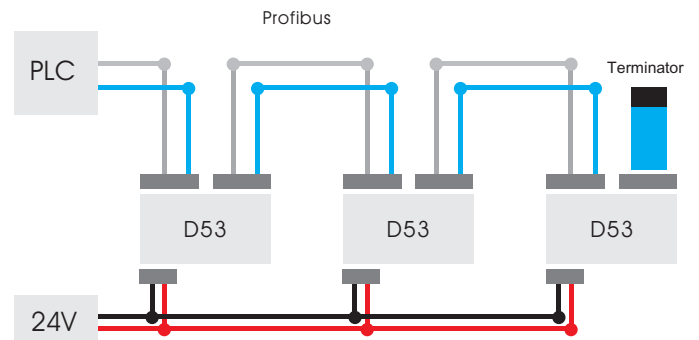 Profibus
PLC
Terminator
D53
D53
D53
24V